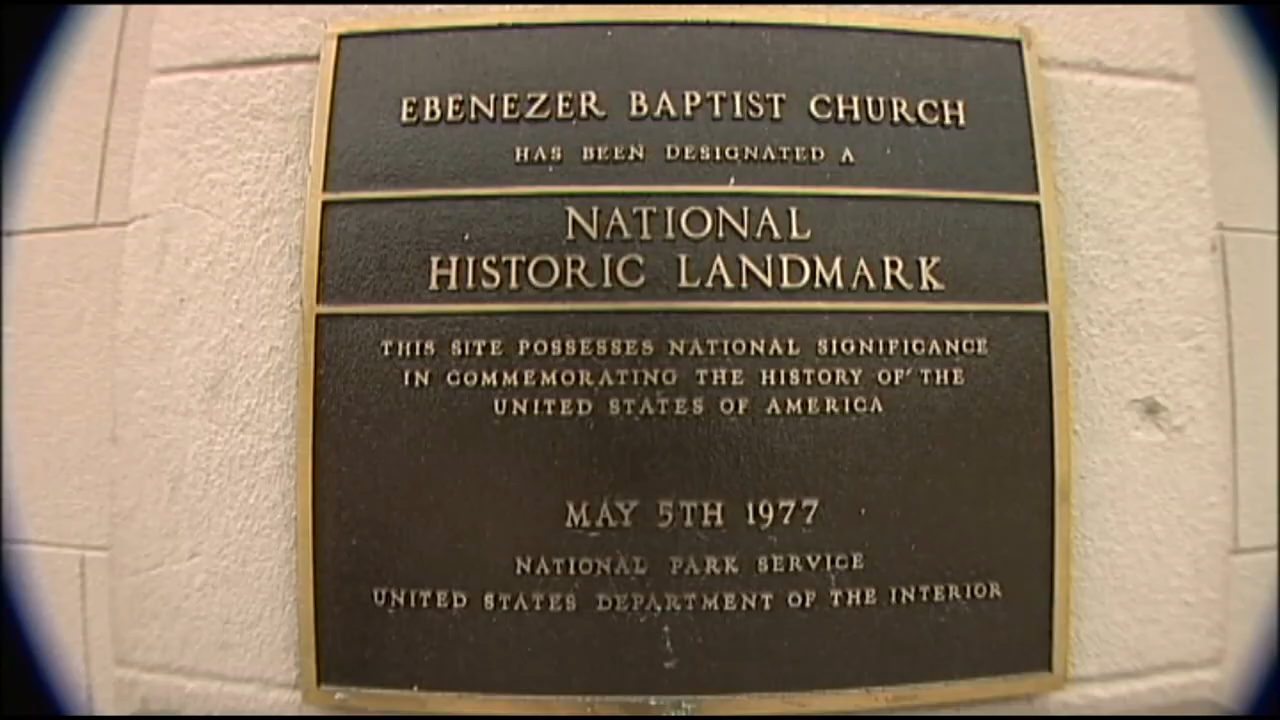 EBENEZER BAPTIST CHURCH
HAS BEEN DESIGNATED A
NATIONAL
HISTORIC LANDMARK
THIS SITE POSSESSES NATIONAL SIGNIFICANCE
IN COMMEMORATING THE HISTORY OF THE
UNITED STATES OF AMERICA
MAY 5TH 1977
NATIONAL PARK SERVICE
UNITED STATES DEPARTMENT OF THE INTERIOR